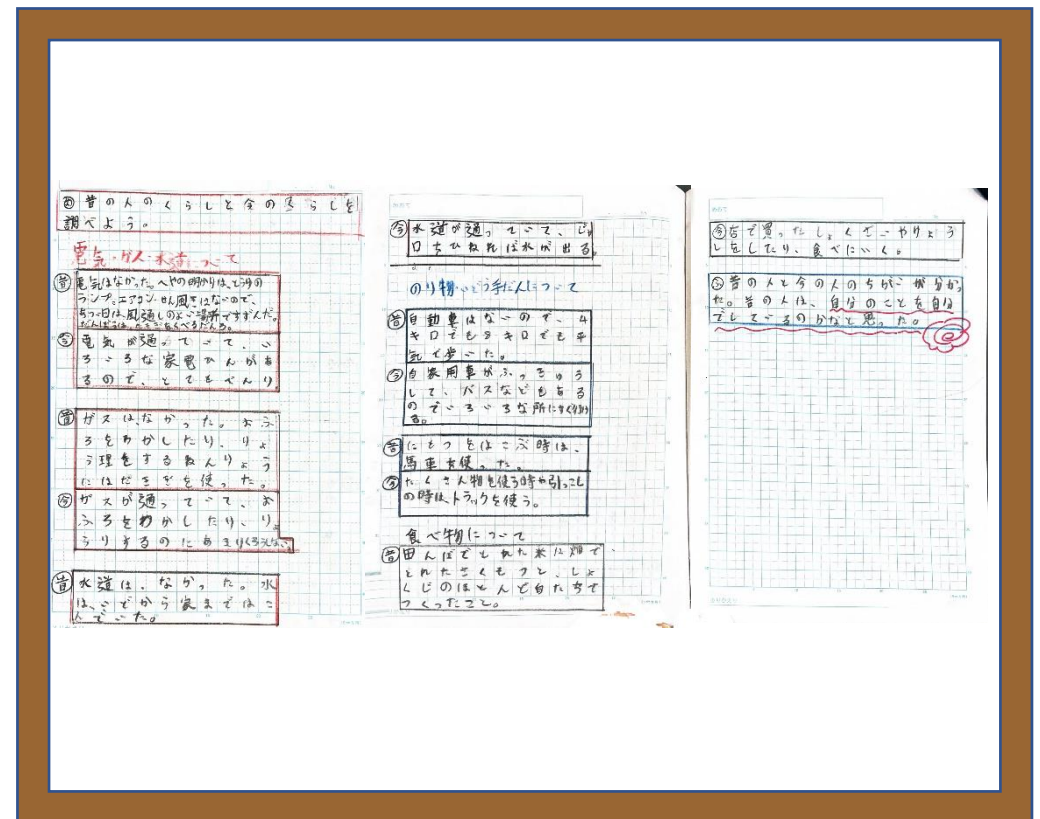 昔の人のくらしと今の暮らしを
調べよう。
電気・ガス・水道について
昔 電気はなかった。へやの明かりは、とうゆの
ランプ。エアコン・せん風きはないので、
あつい日は、風通しのよい場所ですずんだ。
だんぼうは、たきぎをくべるだんろ。
今 電気が通っていて、い
ろいろな家電ひんがあ
るので、とてもべんり。
昔 ガスは、なかった。おふ
ろをわかしたり、りょ
う理をするねんりょう
にはたきぎを使った。
今 ガスが通っていて、お
ふろをわかしたり、りょ
うりするのにあまりくろうしない。
昔 水道は、なかった。水
は、いどから家まではこ
んでいた。
今 水道が通っていて、じゃ
口をひねれば水が出る。
のり物・いどう手だんについて
昔 自動車はないので、4
キロでも8キロでも平
気で歩いた。
今 自家用車がふっきゅう
して、バスなどもある
のでいろいろな所にすぐ行け
る。
昔 にもつをはこぶ時は、
馬車を使った。
今 たくさん物を使う時や引っこし
の時は、トラックを使う。
食べ物について
昔 田んぼでとれた米に畑で
とれたさくもつと、しょ
くじのほとんど自たちで
つくったこと。
今 店で買ったしょくざいやりょう
しをしたり、食べにいく。
昔の人と今の人のちがいが分かっ
た。昔の人は、自分のことを自分
でしているのかなと思った。